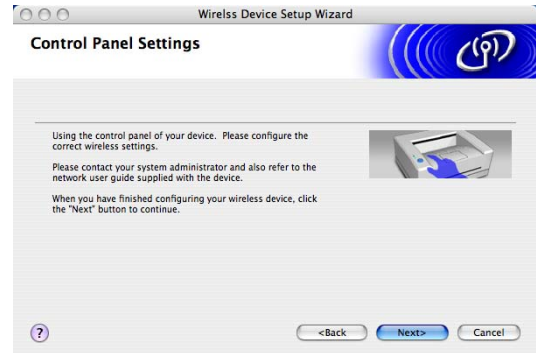 Wirelss Device Setup Wizard
Control Panel Settings
Using the control panel of your device.  Please configure the
correct wireless settings.
Please contact your system administrator and also refer to the
network user guide supplied with the device.
When you have finished configuring your wireless device, click
the "Next" button to continue.
?
<Back
Next>
Cancel